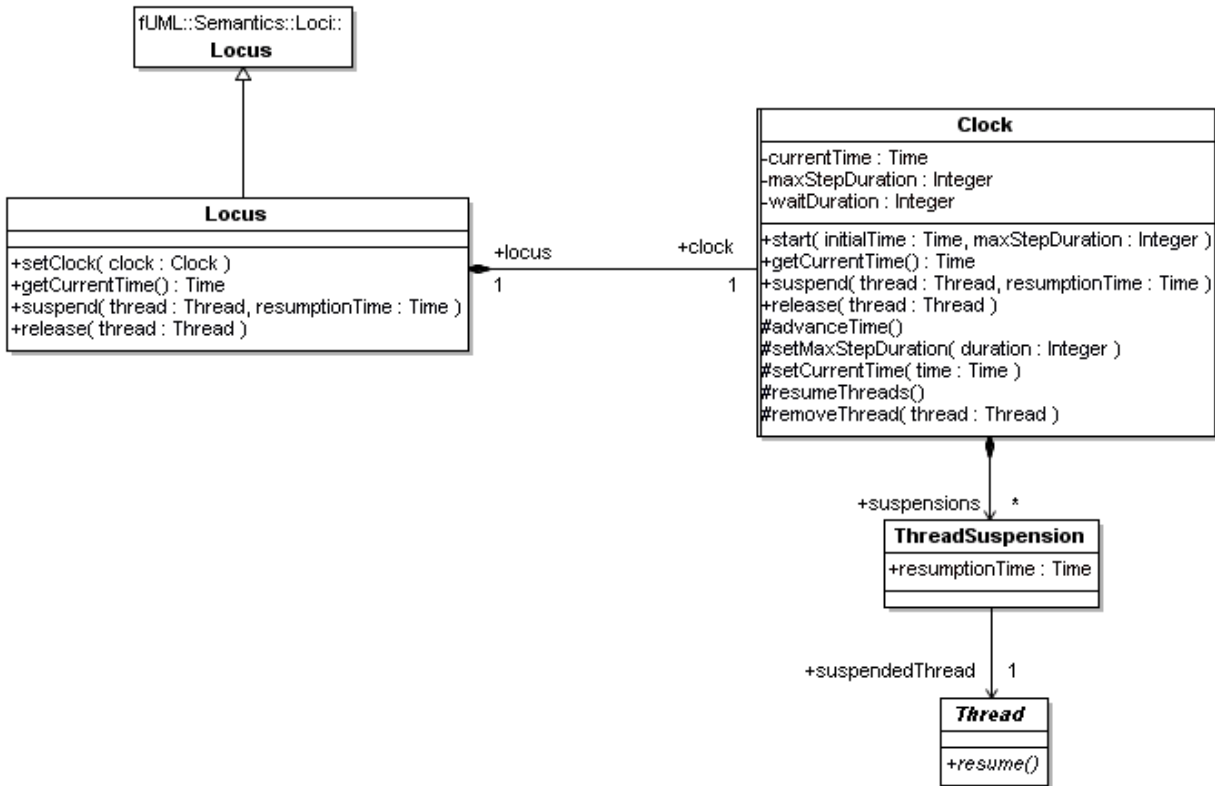 fUML::Semantics::Loci::
Locus
Locus
+setClock( clock : Clock )
+getCurrentTime() : Time
+suspend( thread : Thread, resumptionTime : Time )
+release( thread : Thread )
+locus
1
+clock
1
Clock
-currentTime : Time
-maxStepDuration : Integer
-waitDuration : Integer
+start( initialTime : Time, maxStepDuration : Integer )
+getCurrentTime() : Time
+suspend( thread : Thread, resumptionTime : Time )
+release( thread : Thread )
#advanceTime()
#setMaxStepDuration( duration : Integer )
#setCurrentTime( time : Time )
#resumeThreads()
#removeThread( thread : Thread )
+suspensions *
ThreadSuspension
+resumptionTime : Time
+suspendedThread 1
Thread
+resume()